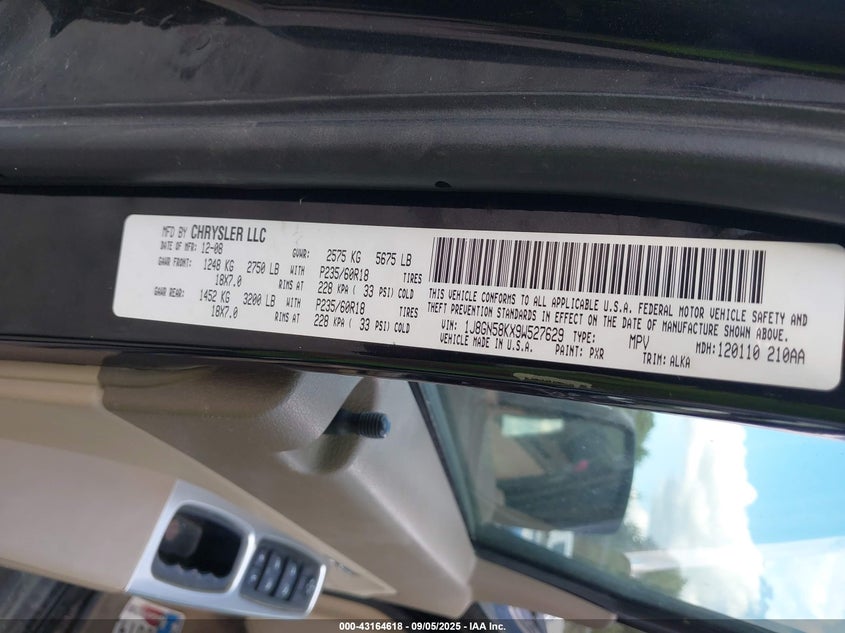 MFD BY CHRYSLER LLC
DATE OF MFR: 12-08 GVWR: 2575 KG 5675 LB
GAWR FRONT: 1248 KG 2750 LB WITH P235/60R18 TIRES
18X7.0 RIMS AT 228 KPA ( 33 PSI) COLD
GAWR REAR: 1452 KG 3200 LB WITH P235/60R18 TIRES
18X7.0 RIMS AT 228 KPA ( 33 PSI) COLD
THIS VEHICLE CONFORMS TO ALL APPLICABLE U.S.A. FEDERAL MOTOR VEHICLE SAFETY AND
THEFT PREVENTION STANDARDS IN EFFECT ON THE DATE OF MANUFACTURE SHOWN ABOVE.
VIN: 1J8GN58KX9W527629 TYPE: MPV MDH:120110 210AA
VEHICLE MADE IN U.S.A. PAINT: PXR TRIM: ALKA
000-43164618 - 09/05/2025 - IAA Inc.